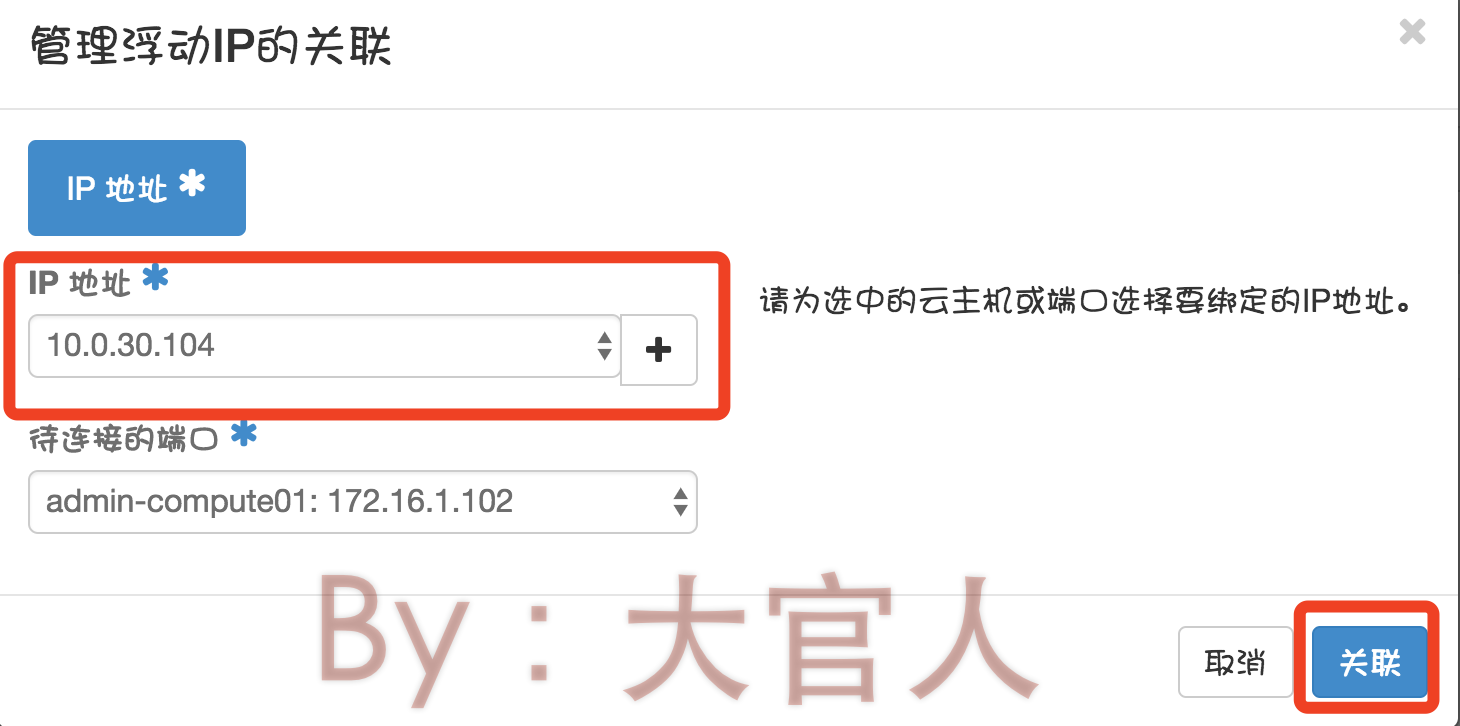 管理浮动IP的关联
IP 地址 *
IP 地址 *
10.0.30.104
请为选中的云主机或端口选择要绑定的IP地址。
待连接的端口 *
admin-compute01: 172.16.1.102
By：大官人
取消
关联